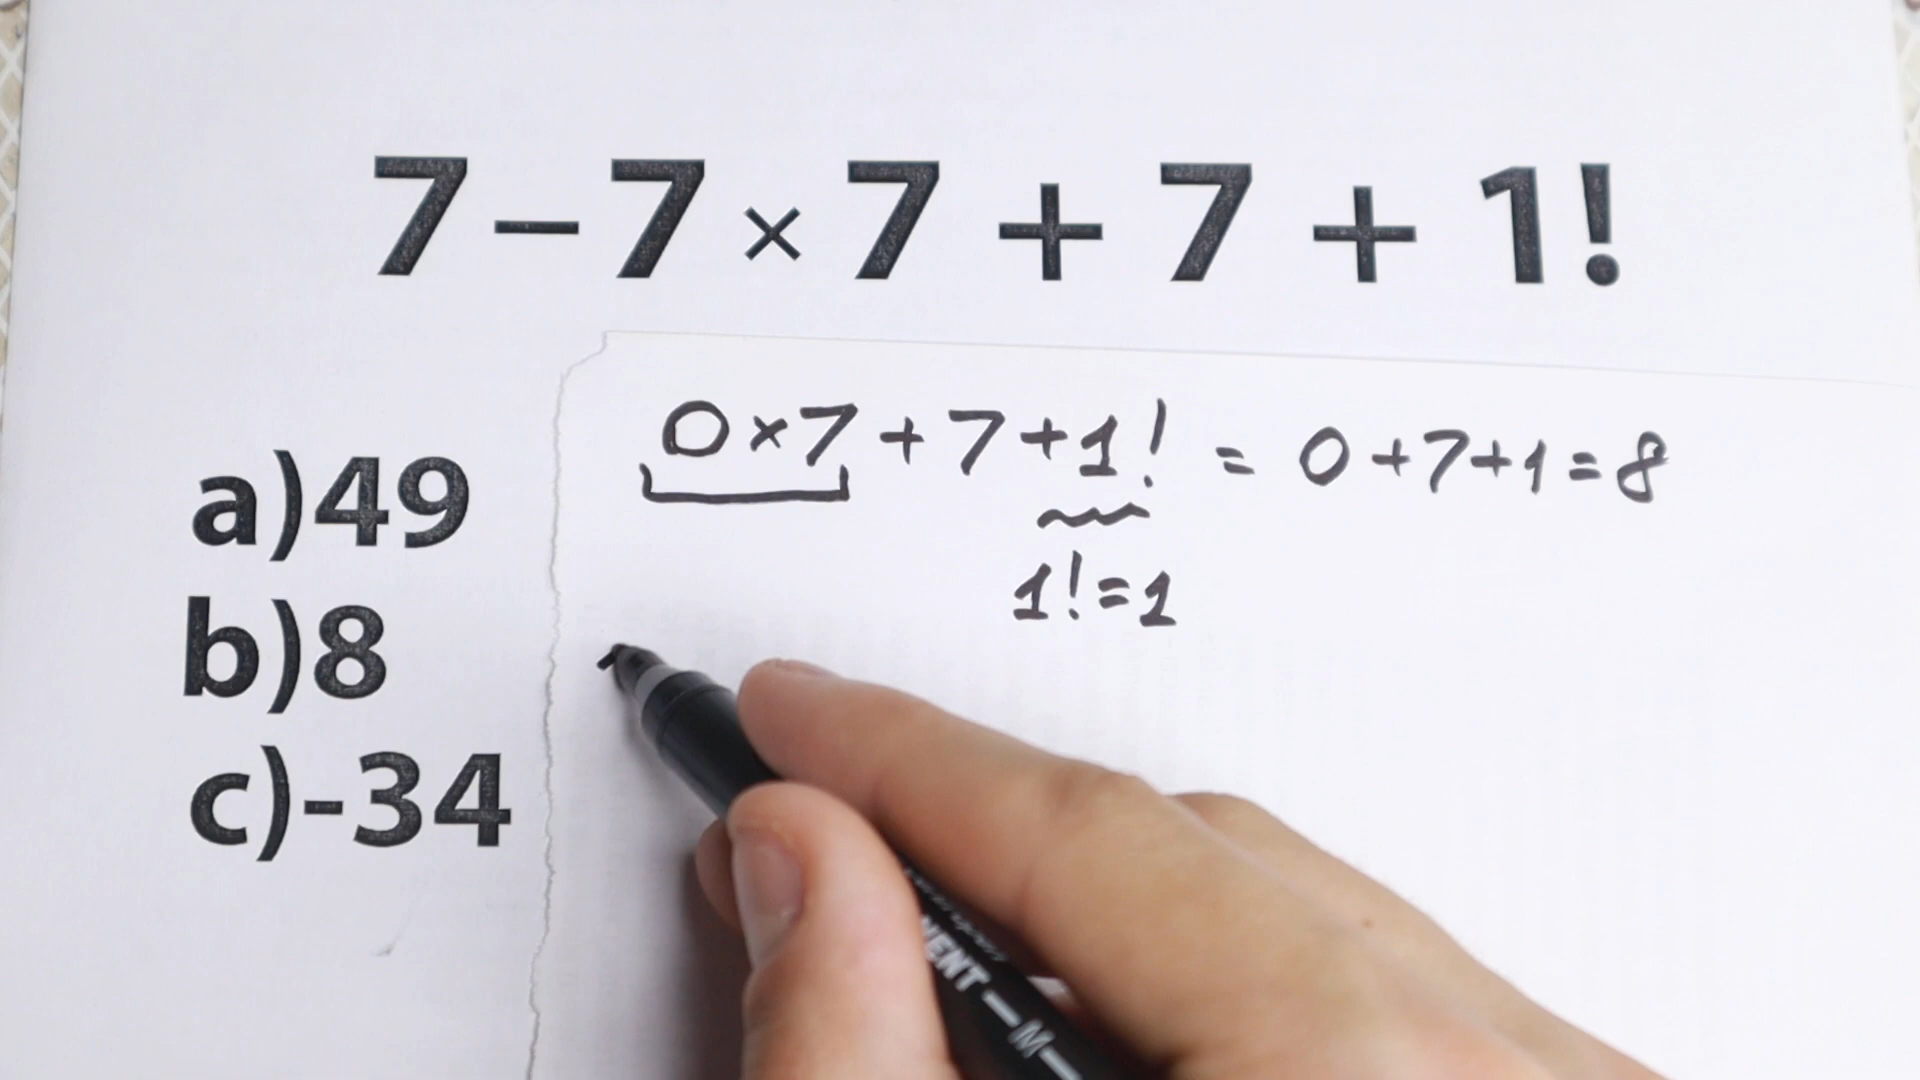 7 − 7 × 7 + 7 + 1!
0 × 7 + 7 + 1! = 0 + 7 + 1 = 8
1! = 1
a) 49
b) 8
c) -34